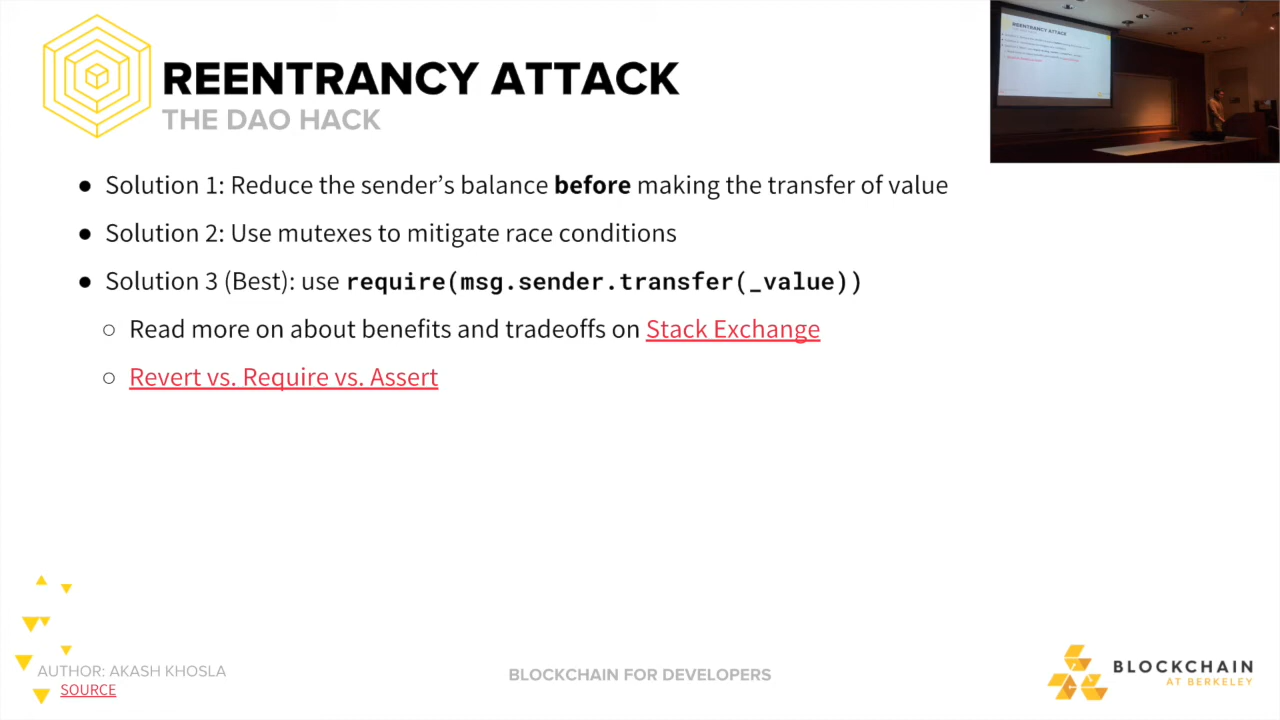 REENTRANCY ATTACK
THE DAO HACK
REENTRANCY ATTACK
● Solution 1: Reduce the sender’s balance before making the transfer of value
● Solution 2: Use mutexes to mitigate race conditions
● Solution 3 (Best): use require(msg.sender.transfer(_value))
○ Read more on about benefits and tradeoffs on Stack Exchange
○ Revert vs. Require vs. Assert
AUTHOR: AKASH KHOSLA
SOURCE
BLOCKCHAIN FOR DEVELOPERS
BLOCKCHAIN
AT BERKELEY